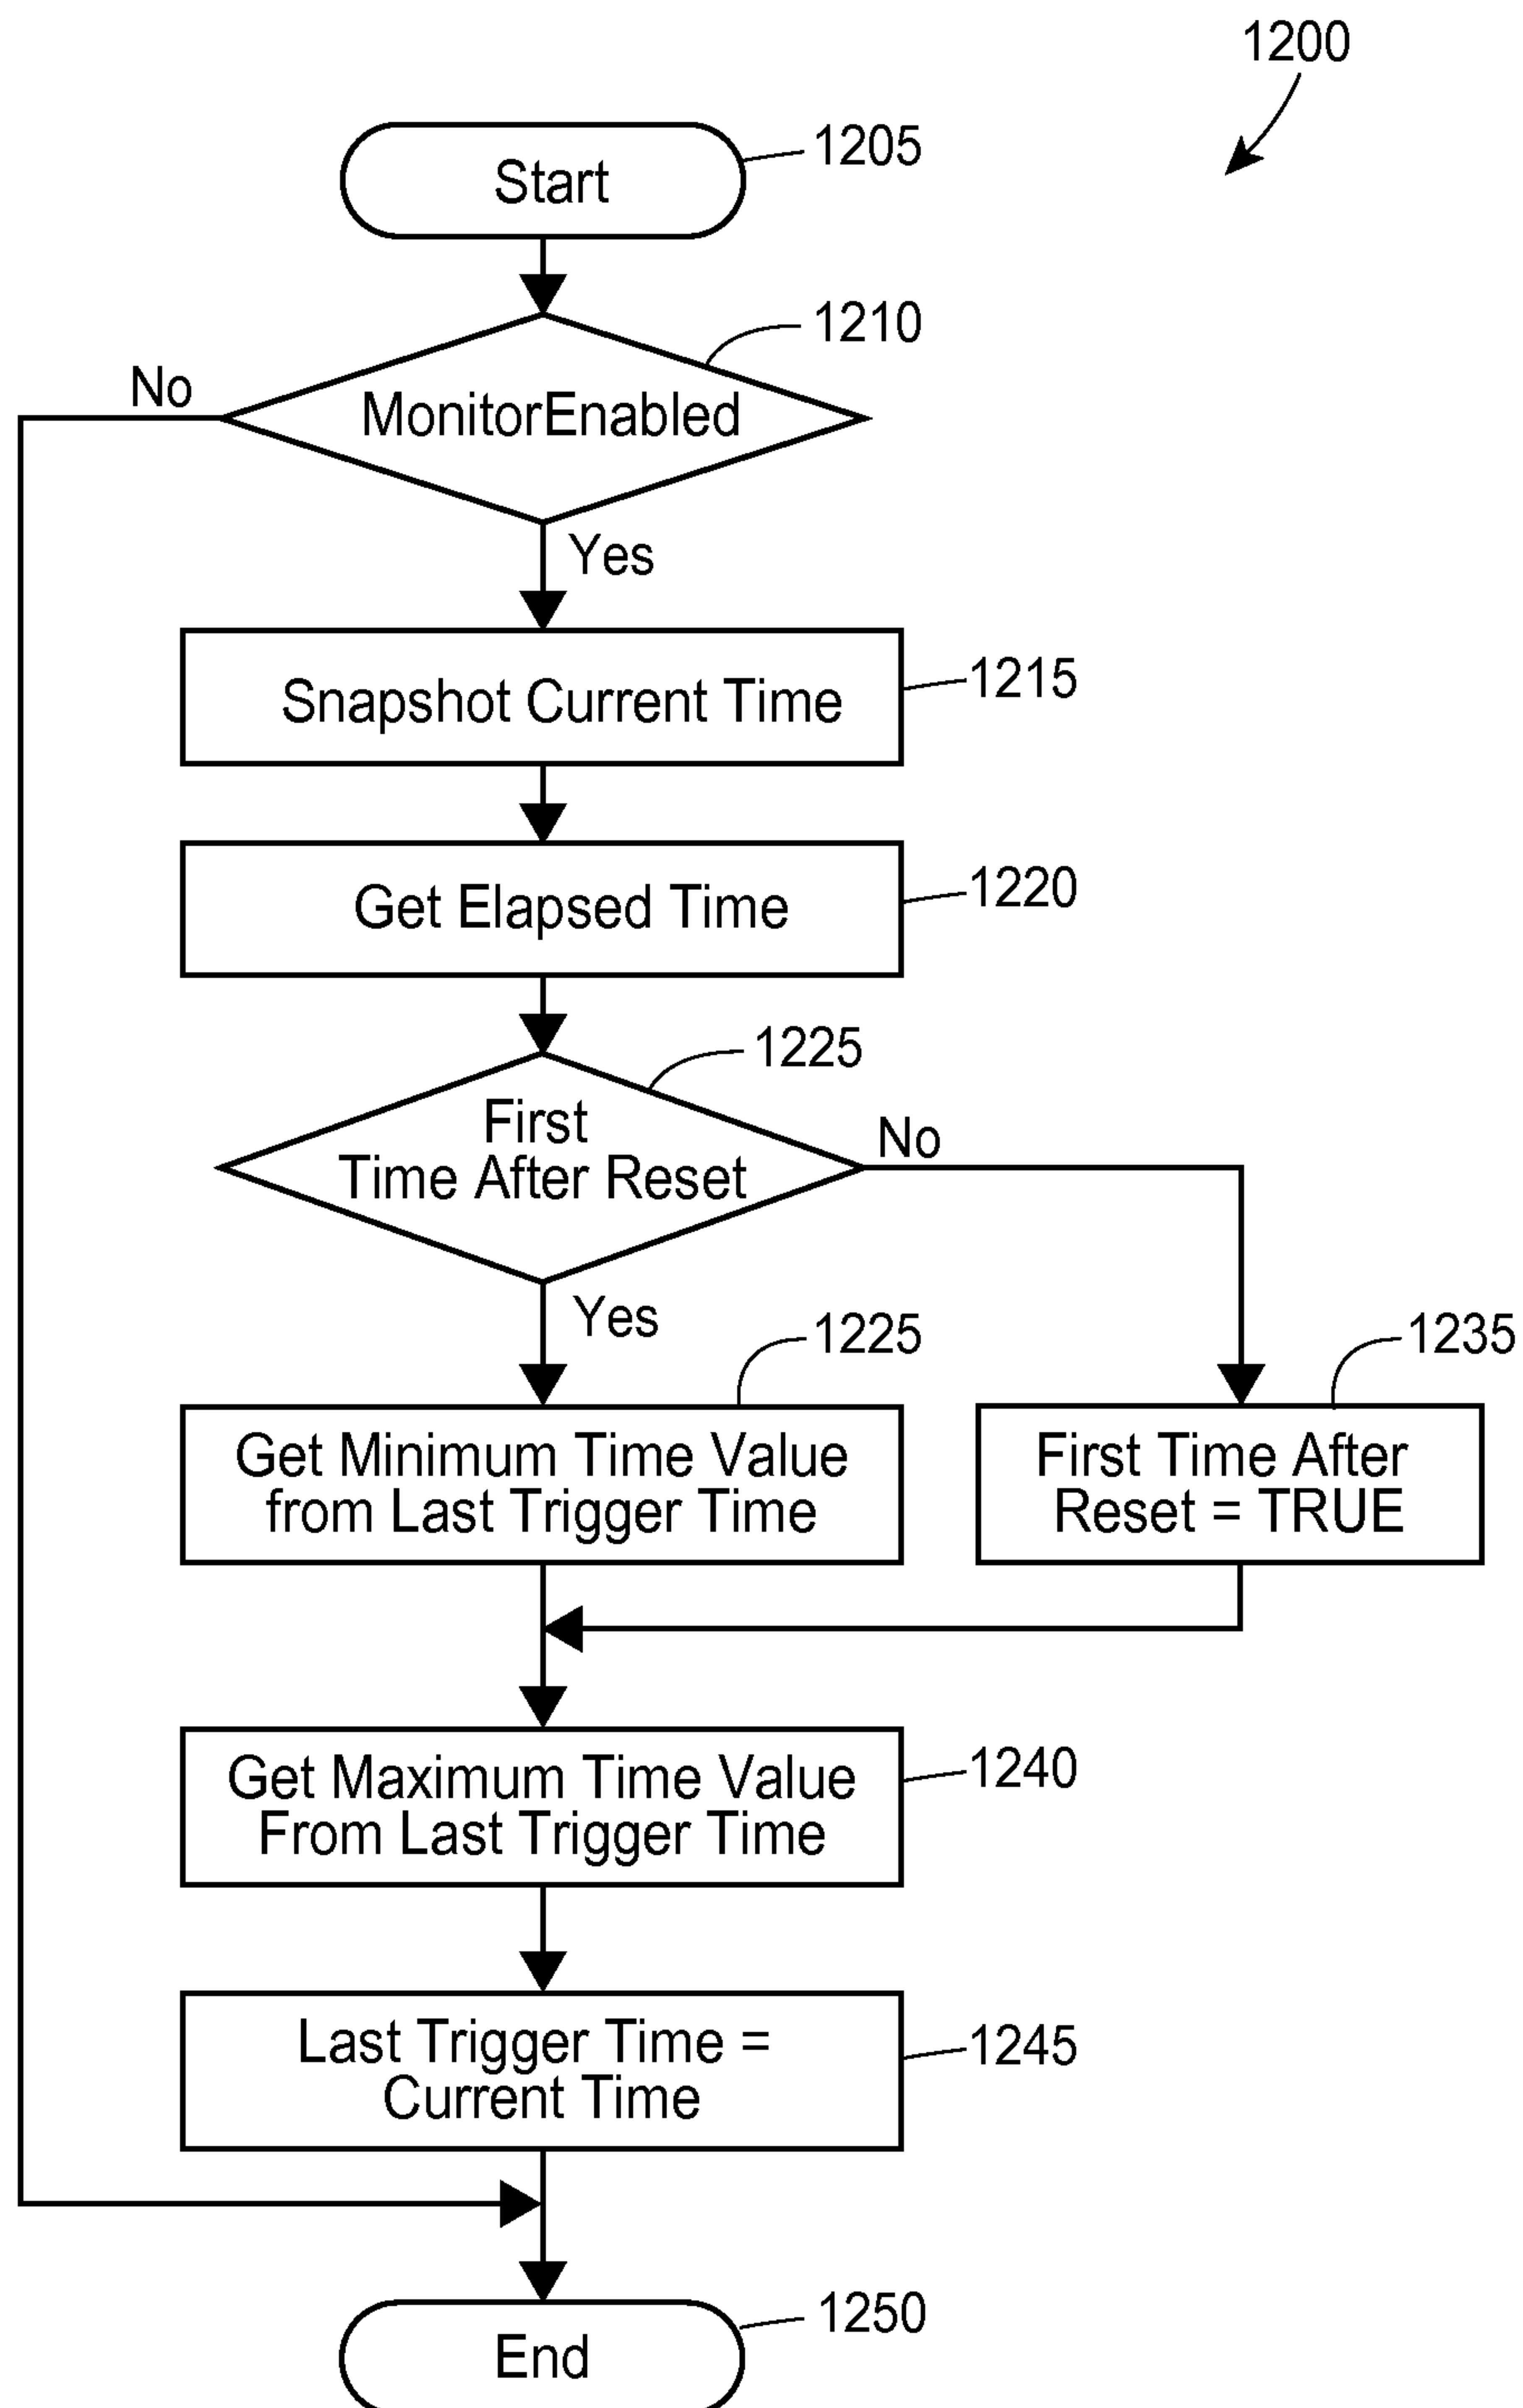 1200
Start
1205
1210
No
MonitorEnabled
Yes
Snapshot Current Time
1215
Get Elapsed Time
1220
1225
First
Time After Reset
No
Yes
1225
1235
Get Minimum Time Value
from Last Trigger Time
First Time After
Reset = TRUE
Get Maximum Time Value
From Last Trigger Time
1240
Last Trigger Time =
Current Time
1245
1250
End